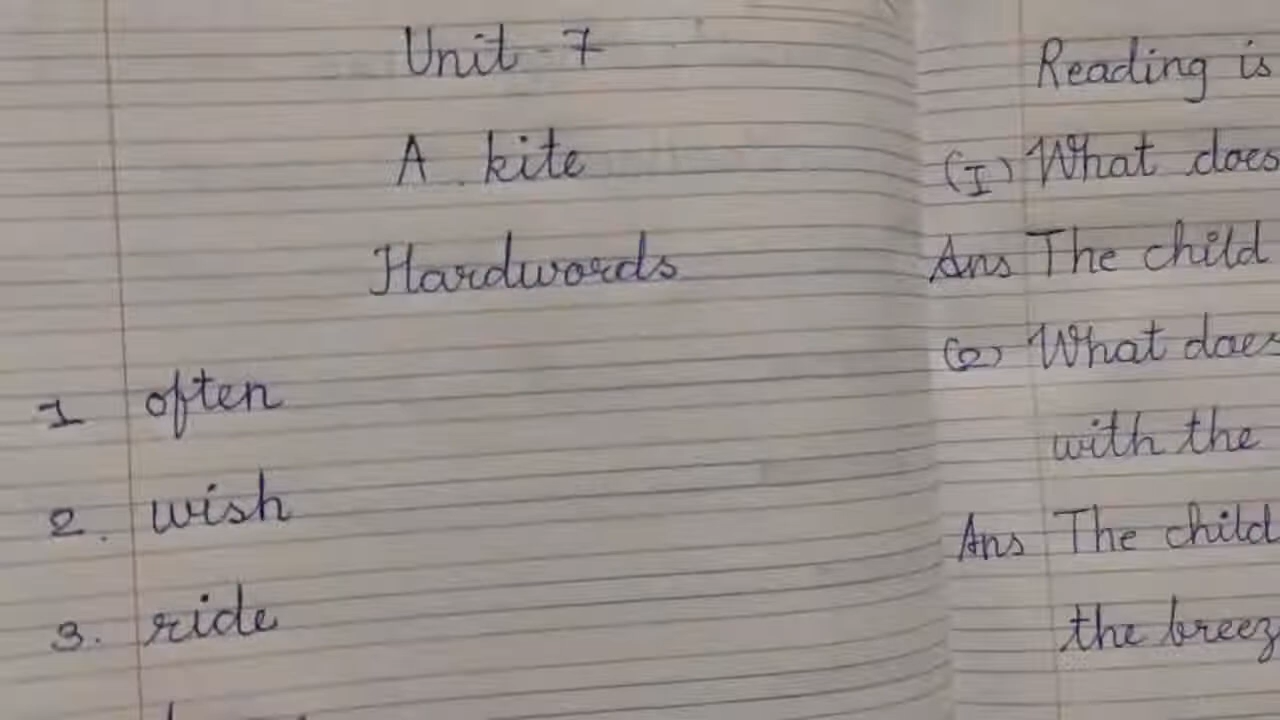 Unit - 7
A kite
Hardwords
1 often
2. wish
3. ride
Reading is
(1) What does
Ans The child
(2) What does
with the
Ans The child
the breez